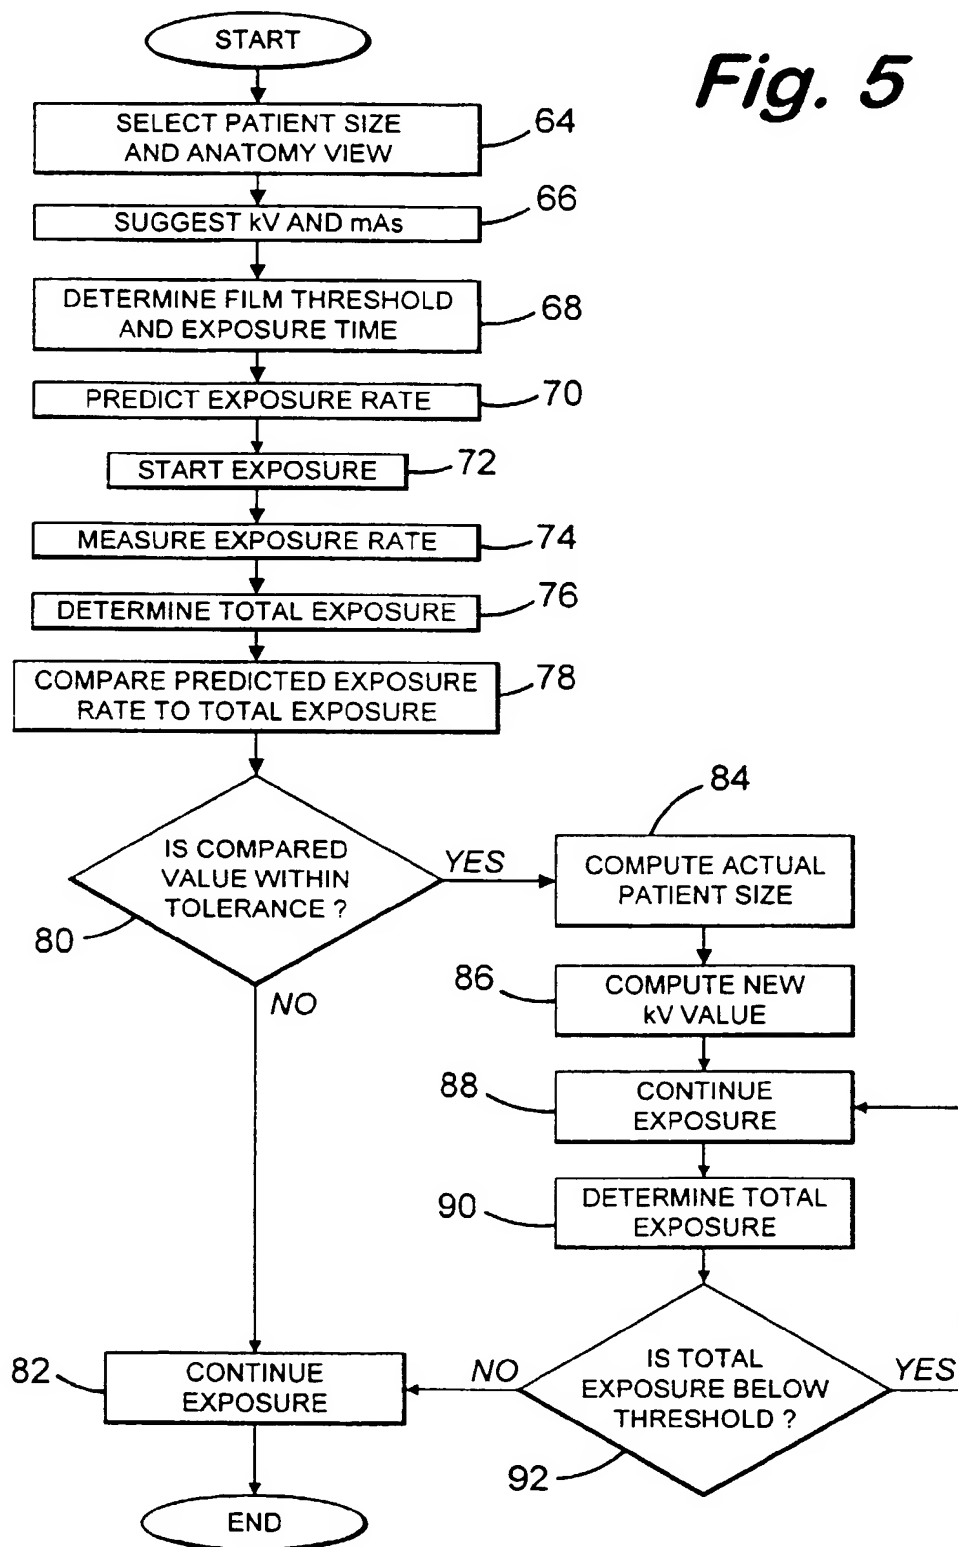 START
Fig. 5
SELECT PATIENT SIZE
AND ANATOMY VIEW
64
SUGGEST kV AND mAs
66
DETERMINE FILM THRESHOLD
AND EXPOSURE TIME
68
PREDICT EXPOSURE RATE
70
START EXPOSURE
72
MEASURE EXPOSURE RATE
74
DETERMINE TOTAL EXPOSURE
76
COMPARE PREDICTED EXPOSURE
RATE TO TOTAL EXPOSURE
78
IS COMPARED
VALUE WITHIN
TOLERANCE ?
80
YES
NO
84
COMPUTE ACTUAL
PATIENT SIZE
86
COMPUTE NEW
kV VALUE
88
CONTINUE
EXPOSURE
90
DETERMINE TOTAL
EXPOSURE
IS TOTAL
EXPOSURE BELOW
THRESHOLD ?
92
NO
YES
82
CONTINUE
EXPOSURE
END